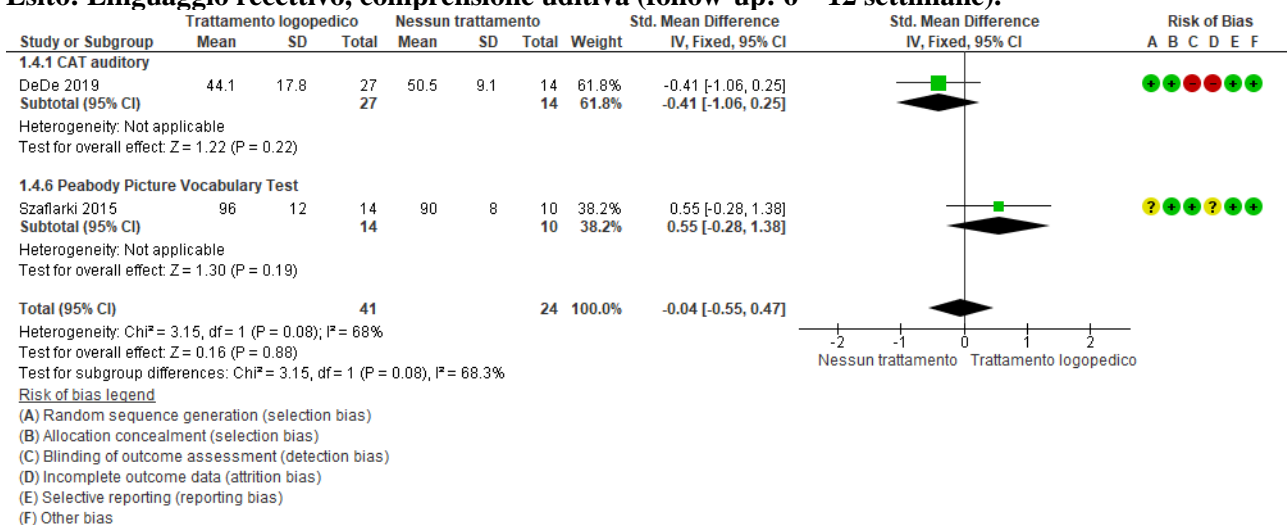 Esito: Linguaggio recettivo, comprensione uditiva (follow-up: 6 – 12 settimane).
Trattamento logopedico Nessun trattamento Std. Mean Difference Std. Mean Difference Risk of Bias
Study or Subgroup Mean SD Total Mean SD Total Weight IV, Fixed, 95% CI IV, Fixed, 95% CI A B C D E F
1.4.1 CAT auditory
DeDe 2019 44.1 17.8 27 50.5 9.1 14 61.8% -0.41 [-1.06, 0.25] + + - - + +
Subtotal (95% CI) 27 14 61.8% -0.41 [-1.06, 0.25]
Heterogeneity: Not applicable
Test for overall effect: Z = 1.22 (P = 0.22)
1.4.6 Peabody Picture Vocabulary Test
Szaflarki 2015 96 12 14 90 8 10 38.2% 0.55 [-0.28, 1.38] ? + + ? + +
Subtotal (95% CI) 14 10 38.2% 0.55 [-0.28, 1.38]
Heterogeneity: Not applicable
Test for overall effect: Z = 1.30 (P = 0.19)
Total (95% CI) 41 24 100.0% -0.04 [-0.55, 0.47]
Heterogeneity: Chi² = 3.15, df = 1 (P = 0.08); I² = 68%
Test for overall effect: Z = 0.16 (P = 0.88)
Test for subgroup differences: Chi² = 3.15, df = 1 (P = 0.08), I² = 68.3%
-2 -1 0 1 2
Nessun trattamento Trattamento logopedico
Risk of bias legend
(A) Random sequence generation (selection bias)
(B) Allocation concealment (selection bias)
(C) Blinding of outcome assessment (detection bias)
(D) Incomplete outcome data (attrition bias)
(E) Selective reporting (reporting bias)
(F) Other bias